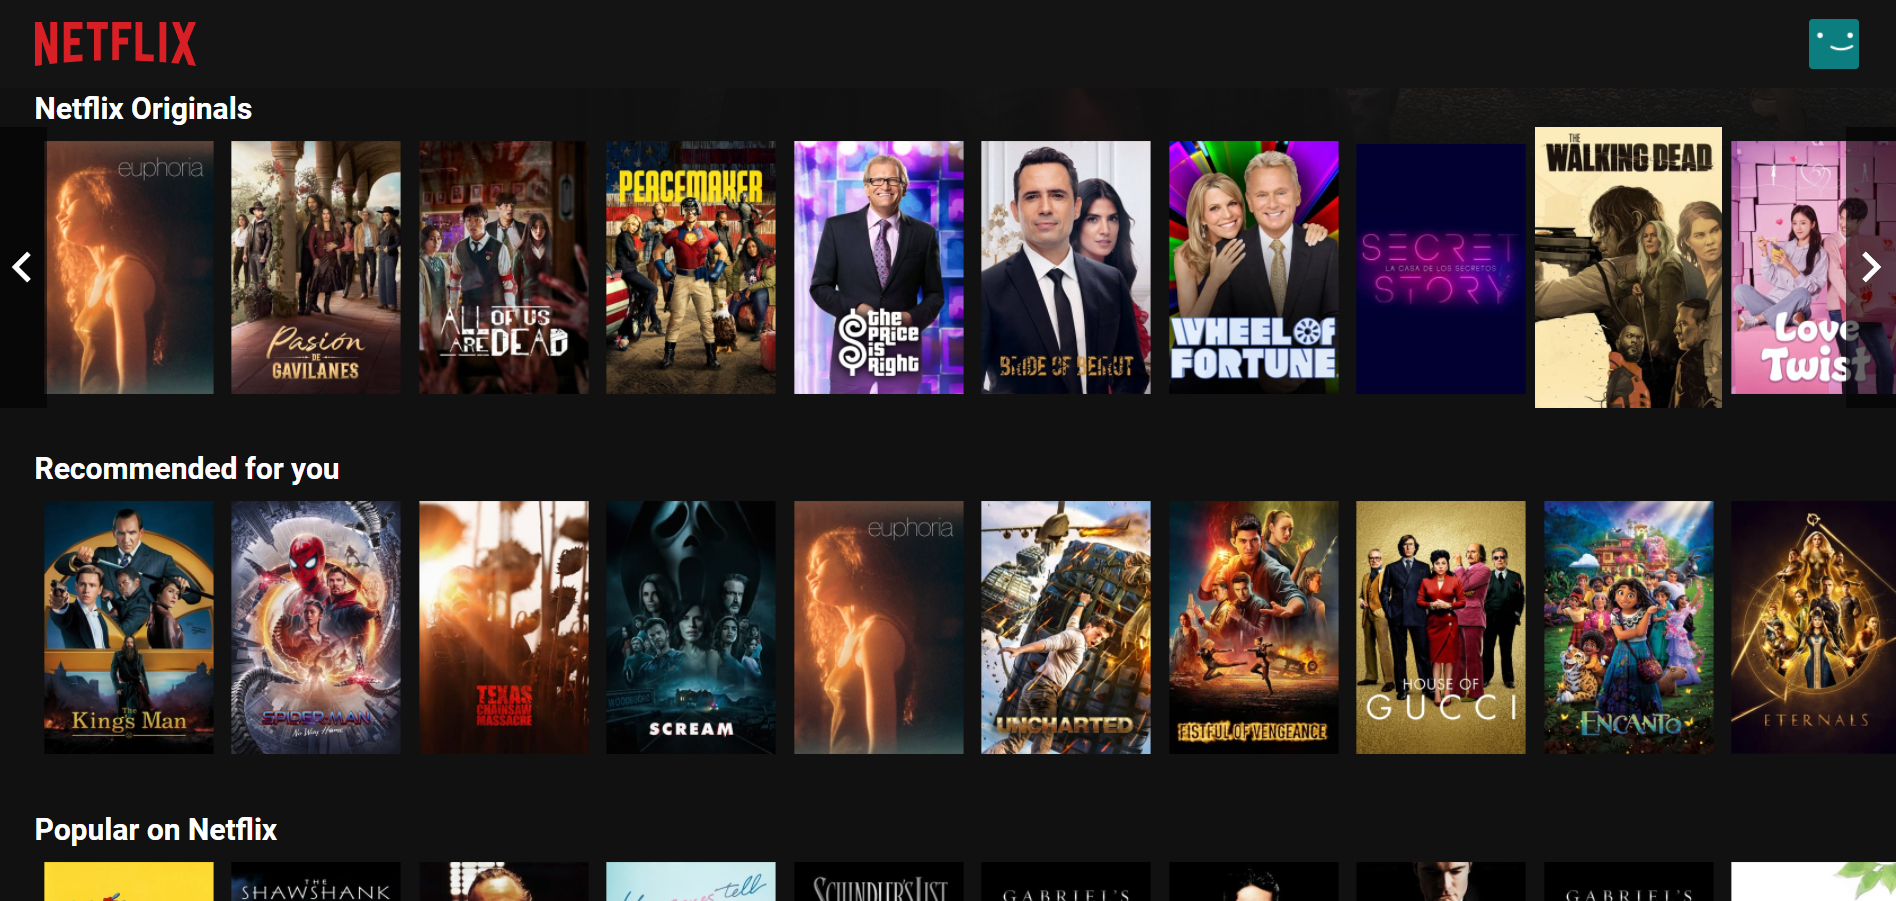 NETFLIX
Netflix Originals
euphoria
Pasión
DE
GAVILANES
ALL OF US
ARE DEAD
PEACEMAKER
the
PRICE
is
Right
BRIDE OF BEIRUT
WHEEL OF
FORTUNE
SECRET
LA CASA DE LOS SECRETOS
STORY
THE
WALKING DEAD
Love
Twist
Recommended for you
The
King's Man
SPIDER-MAN
No Way Home
TEXAS
CHAINSAW
MASSACRE
WOODSBORO
SCREAM
euphoria
UNCHARTED
FISTFUL OF VENGEANCE
HOUSE OF
GUCCI
ENCANTO
ETERNALS
Popular on Netflix
THE
SHAWSHANK
tell
SCHINDLER'S LIST
GABRIEL'S
GABRIEL'S